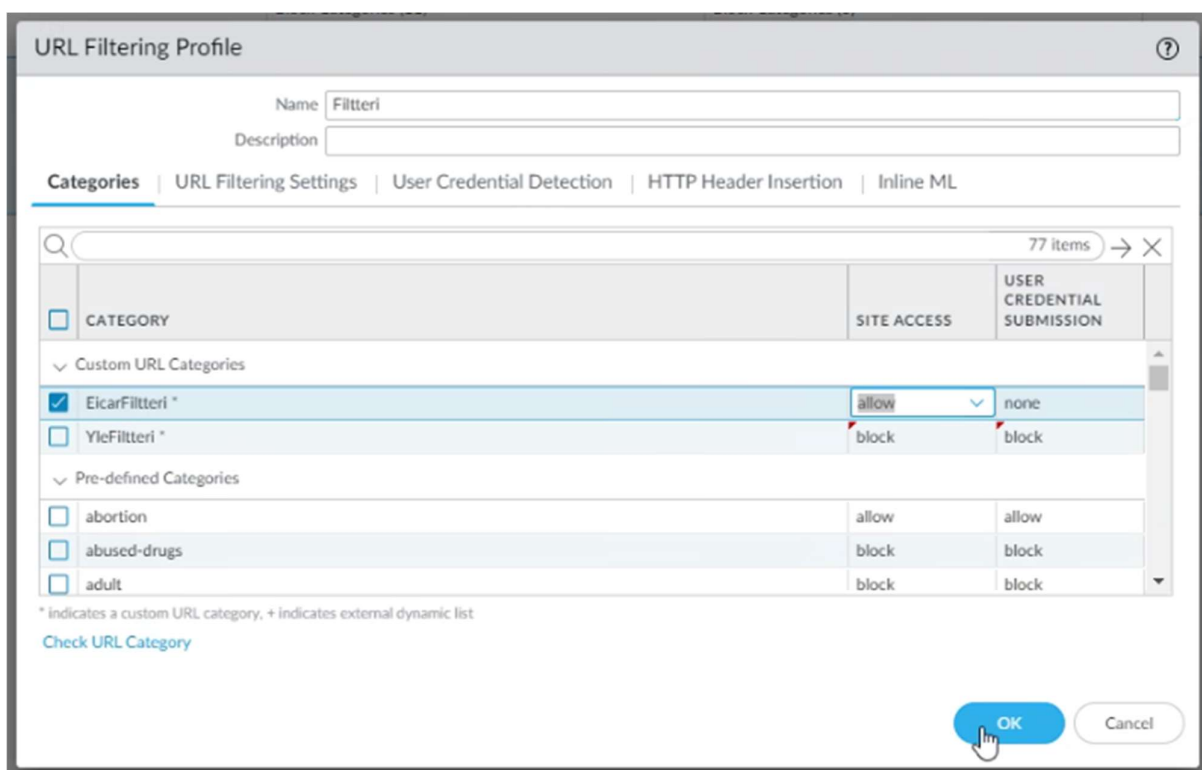 URL Filtering Profile
Name Filtteri
Description
Categories | URL Filtering Settings | User Credential Detection | HTTP Header Insertion | Inline ML
77 items
CATEGORY SITE ACCESS USER CREDENTIAL SUBMISSION
Custom URL Categories
EicarFiltteri * allow none
YleFiltteri * block block
Pre-defined Categories
abortion allow allow
abused-drugs block block
adult block block
* indicates a custom URL category, + indicates external dynamic list
Check URL Category
OK Cancel